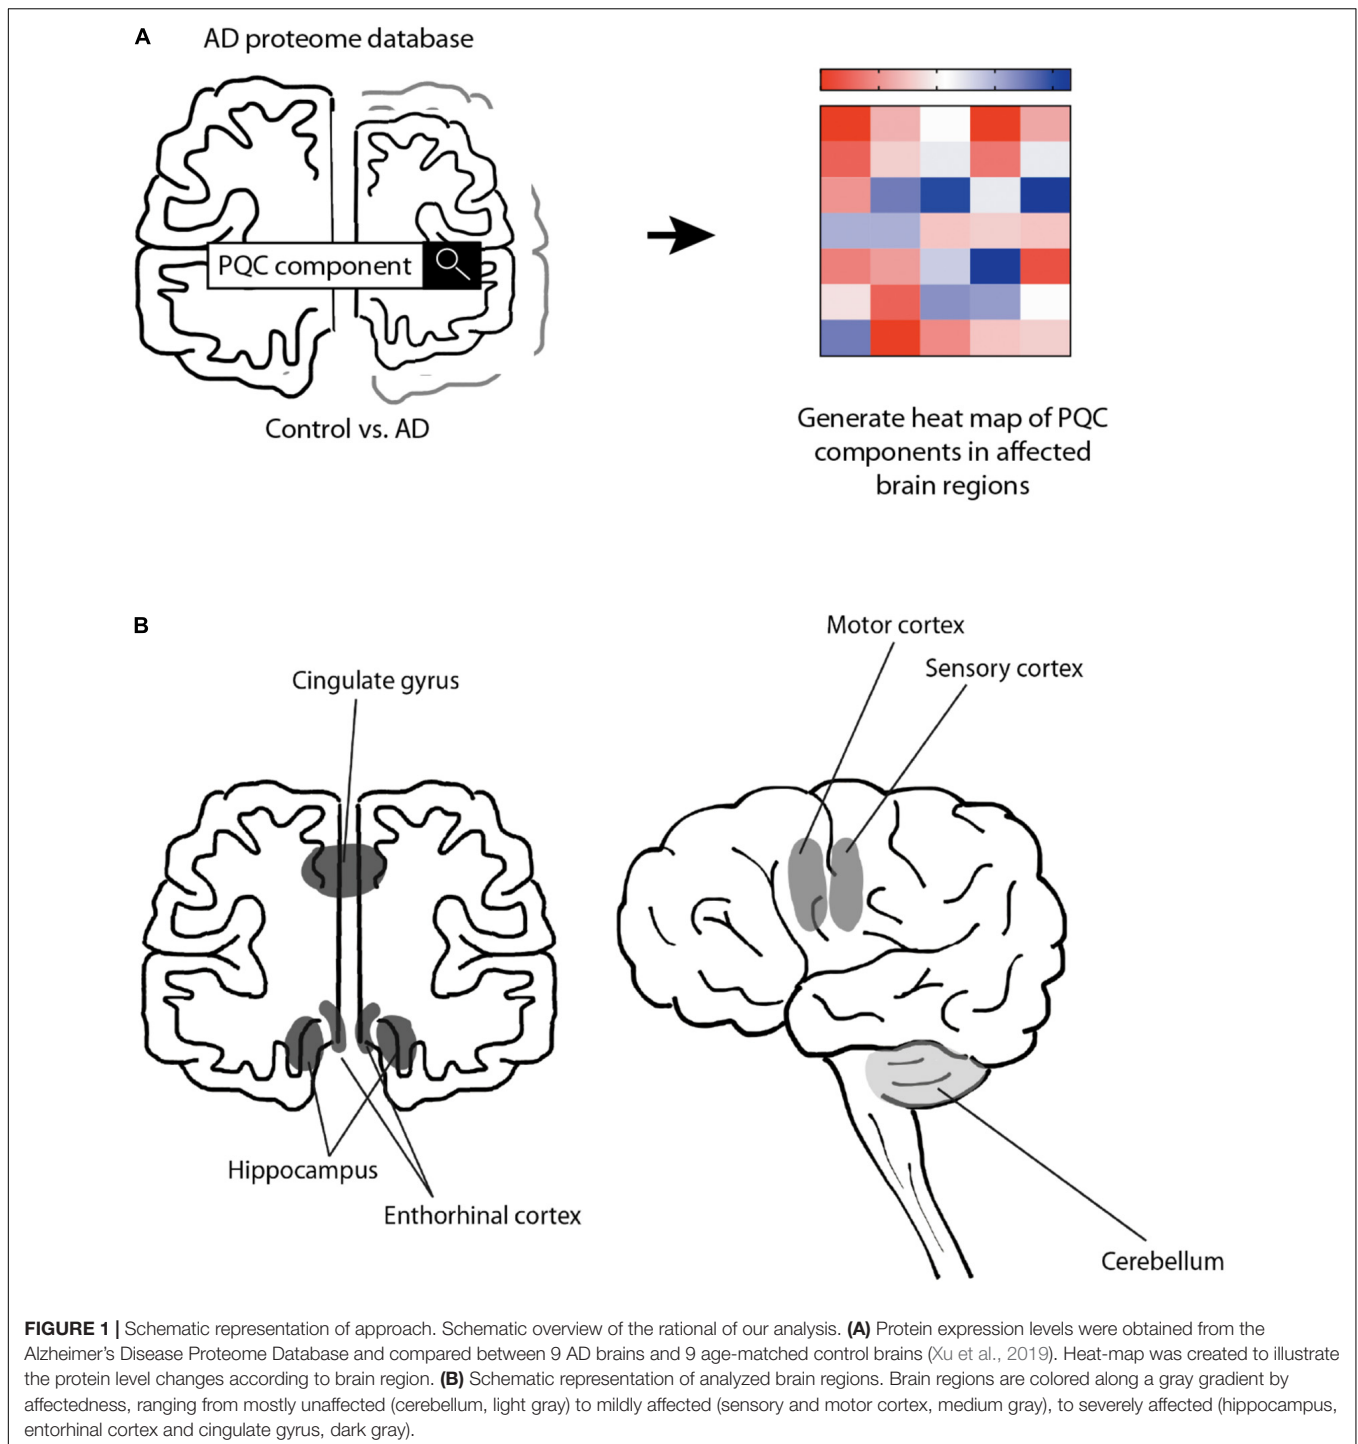 A
AD proteome database
PQC component
Control vs. AD
Generate heat map of PQC
components in affected
brain regions
B
Motor cortex
Sensory cortex
Cingulate gyrus
Hippocampus
Enthorhinal cortex
Cerebellum
FIGURE 1 | Schematic representation of approach. Schematic overview of the rational of our analysis. (A) Protein expression levels were obtained from the
Alzheimer's Disease Proteome Database and compared between 9 AD brains and 9 age-matched control brains (Xu et al., 2019). Heat-map was created to illustrate
the protein level changes according to brain region. (B) Schematic representation of analyzed brain regions. Brain regions are colored along a gray gradient by
affectedness, ranging from mostly unaffected (cerebellum, light gray) to mildly affected (sensory and motor cortex, medium gray), to severely affected (hippocampus,
entorhinal cortex and cingulate gyrus, dark gray).